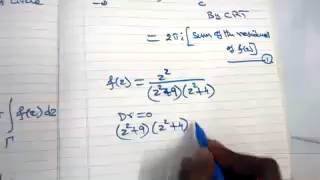 By CRT
= 2πi [Sum of the residues
of f(z)]
①
f(z) = z²
(z²+9)(z²+4)
∫ f(z) dz
Γ
Dr = 0
(z²+9)(z²+4)